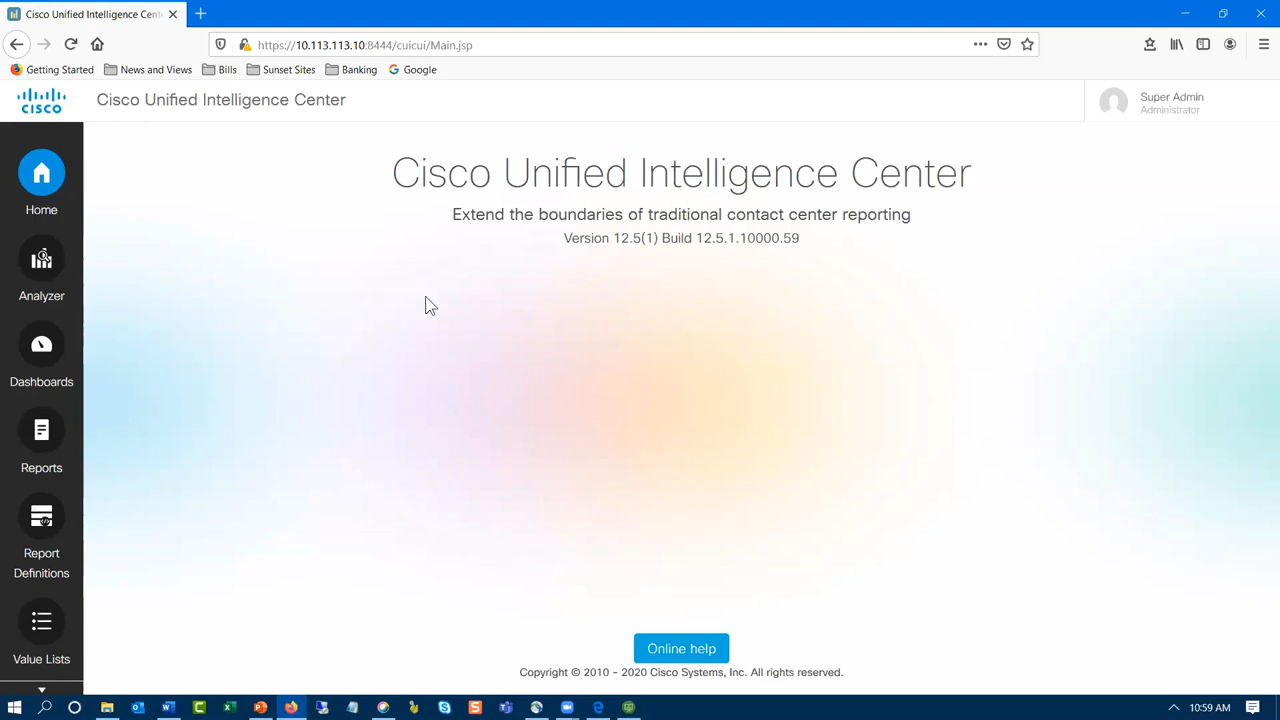 Cisco Unified Intelligence Cent
https://10.113.113.10:8444/cuicui/Main.jsp
Getting Started
News and Views
Bills
Sunset Sites
Banking
Google
CISCO
Cisco Unified Intelligence Center
Super Admin
Administrator
Home
Analyzer
Dashboards
Reports
Report
Definitions
Value Lists
Cisco Unified Intelligence Center
Extend the boundaries of traditional contact center reporting
Version 12.5(1) Build 12.5.1.10000.59
Online help
Copyright © 2010 - 2020 Cisco Systems, Inc. All rights reserved.
10:59 AM